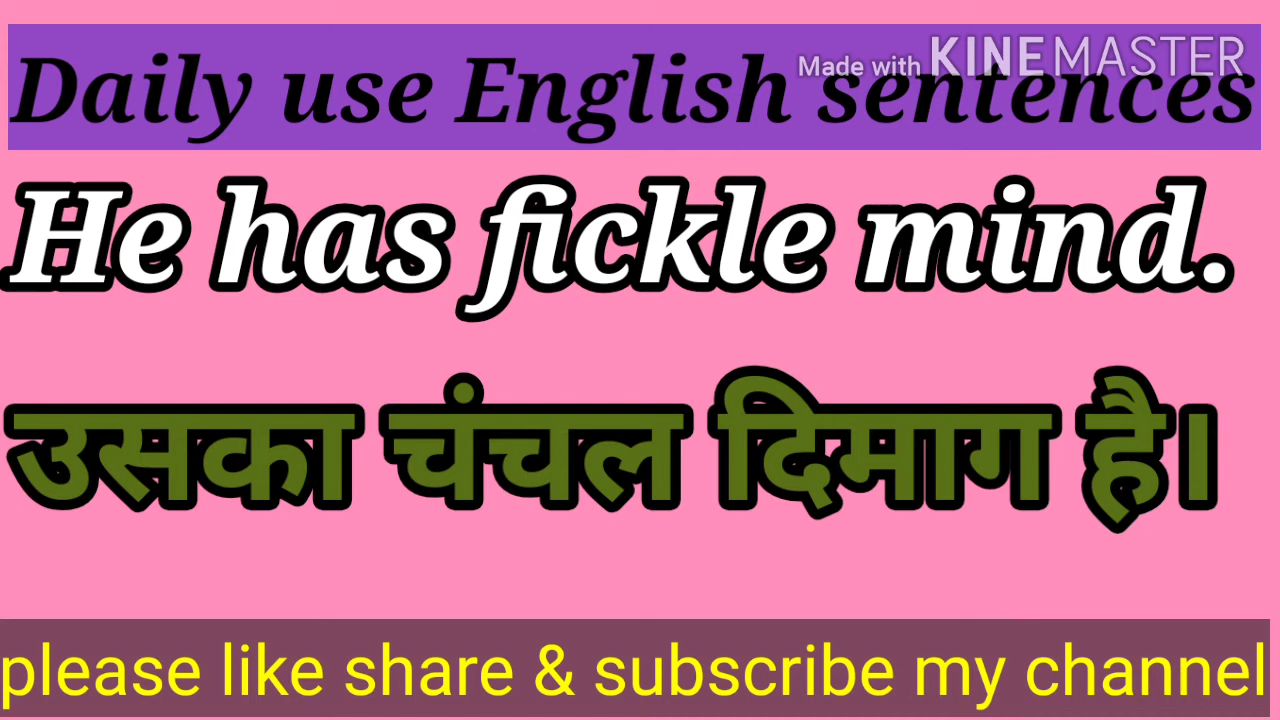 Made with KINEMASTER
Daily use English sentences
He has fickle mind.
उसका चंचल दिमाग है।
please like share & subscribe my channel